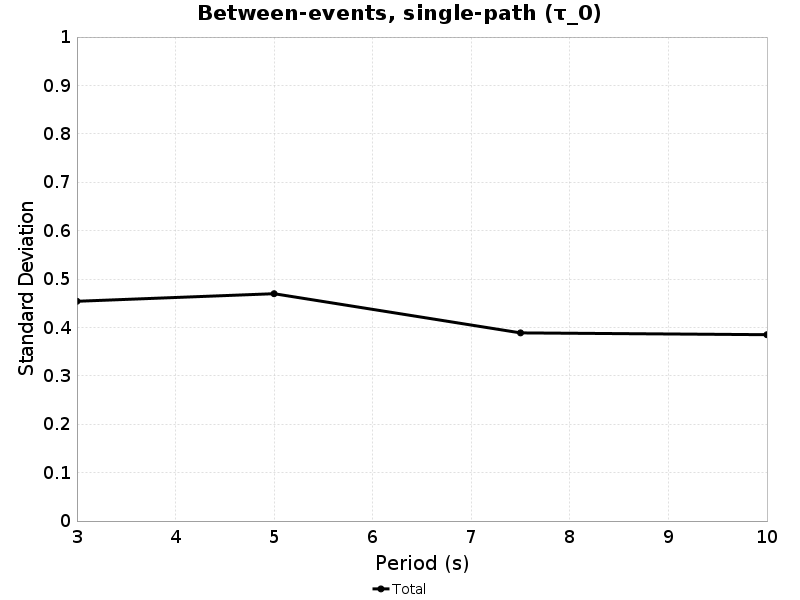 Between-events, single-path (τ_0)
1
0.9
0.8
0.7
0.6
0.5
0.4
0.3
0.2
0.1
0
Standard Deviation
3 4 5 6 7 8 9 10
Period (s)
Total